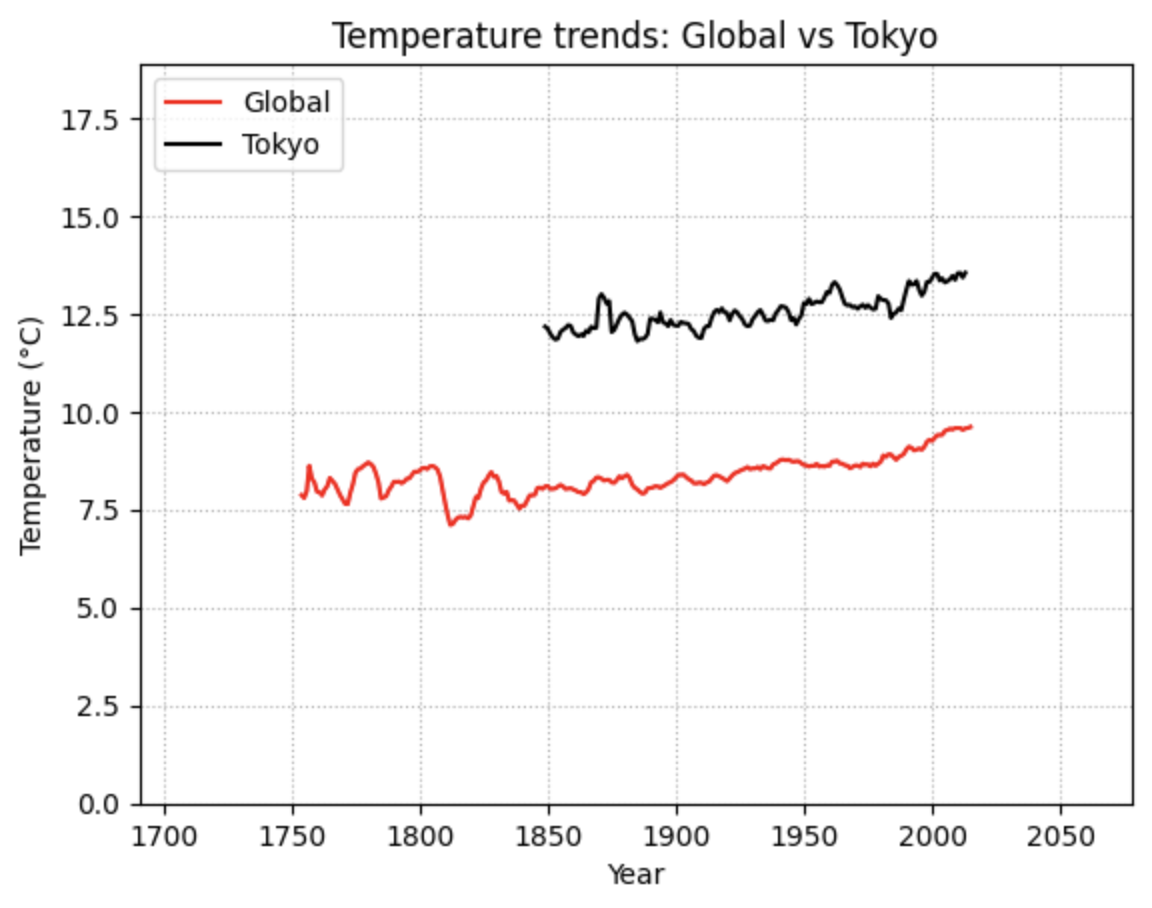 Temperature trends: Global vs Tokyo
Global
Tokyo
17.5
15.0
12.5
10.0
7.5
5.0
2.5
0.0
Temperature (°C)
1700 1750 1800 1850 1900 1950 2000 2050
Year